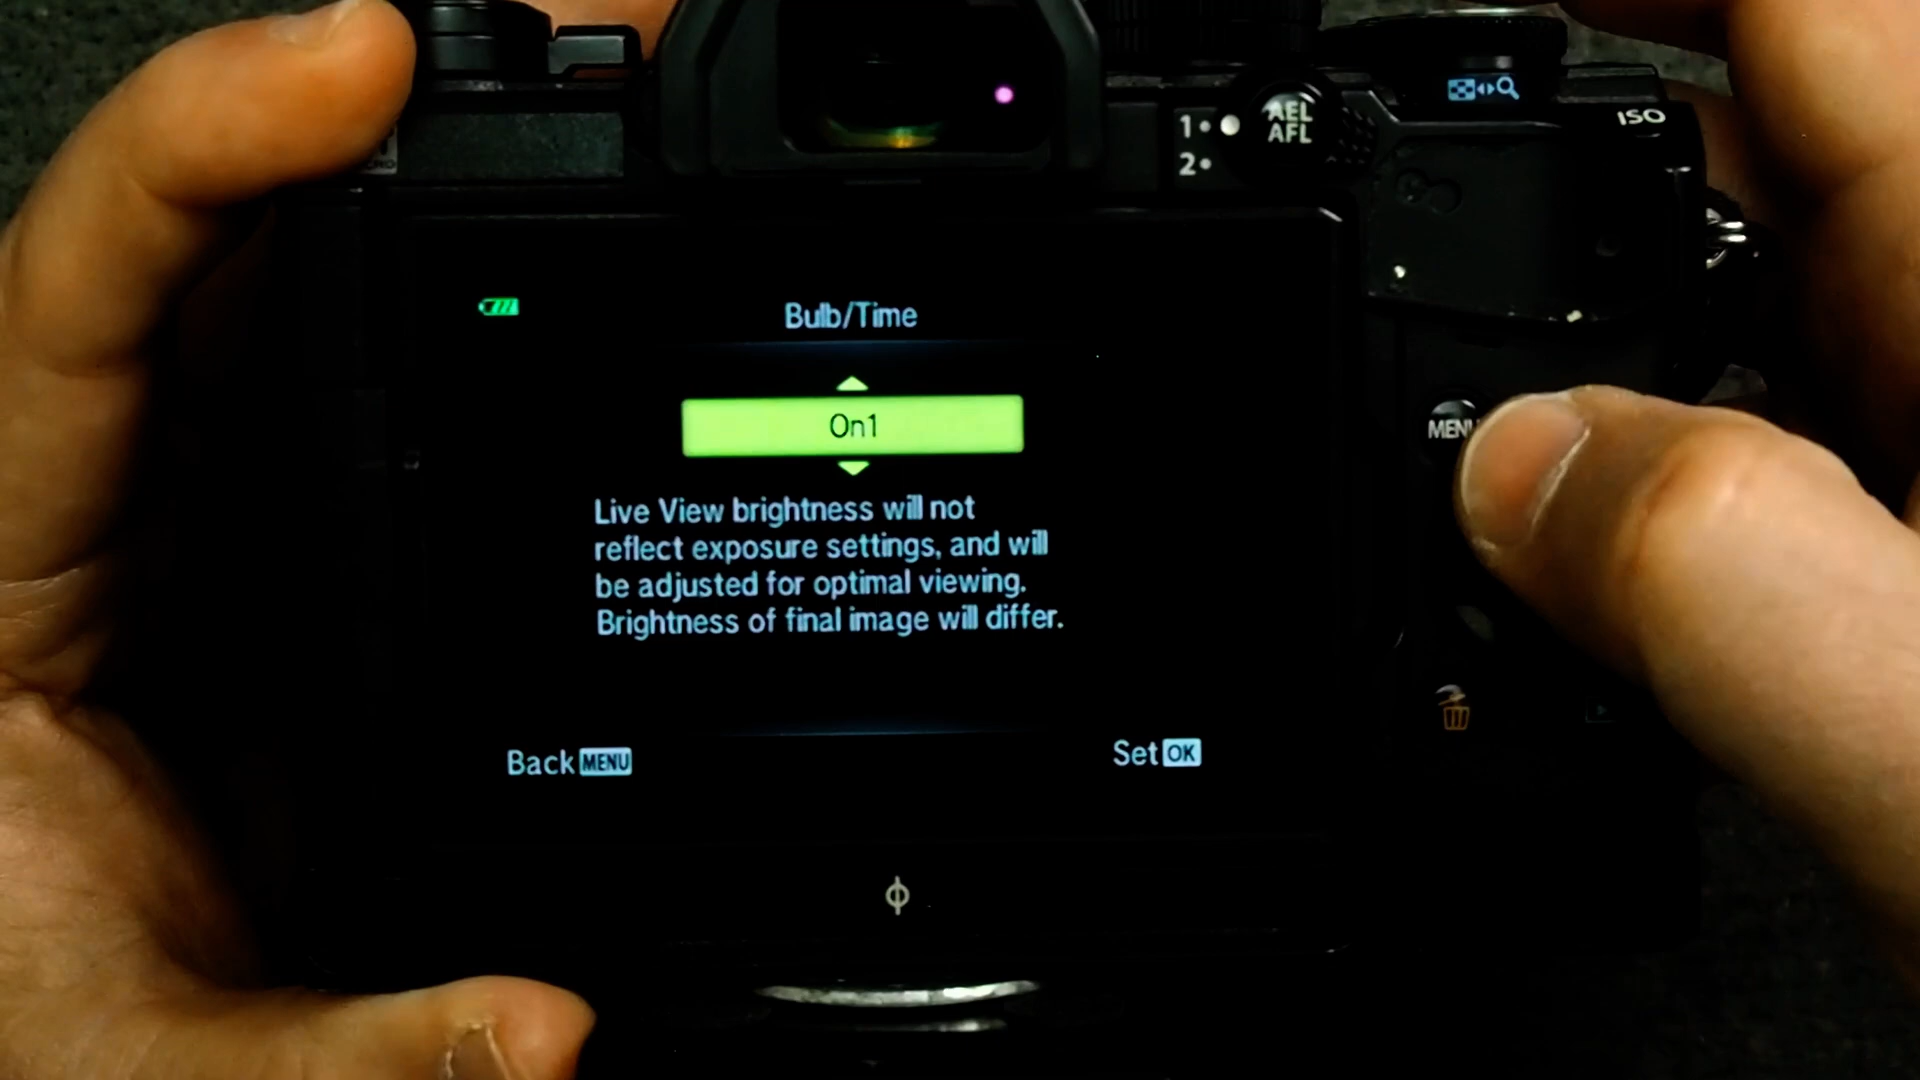 AEL
AFL
1
2
ISO
MENU
Bulb/Time
On1
Live View brightness will not
reflect exposure settings, and will
be adjusted for optimal viewing.
Brightness of final image will differ.
Back MENU
Set OK